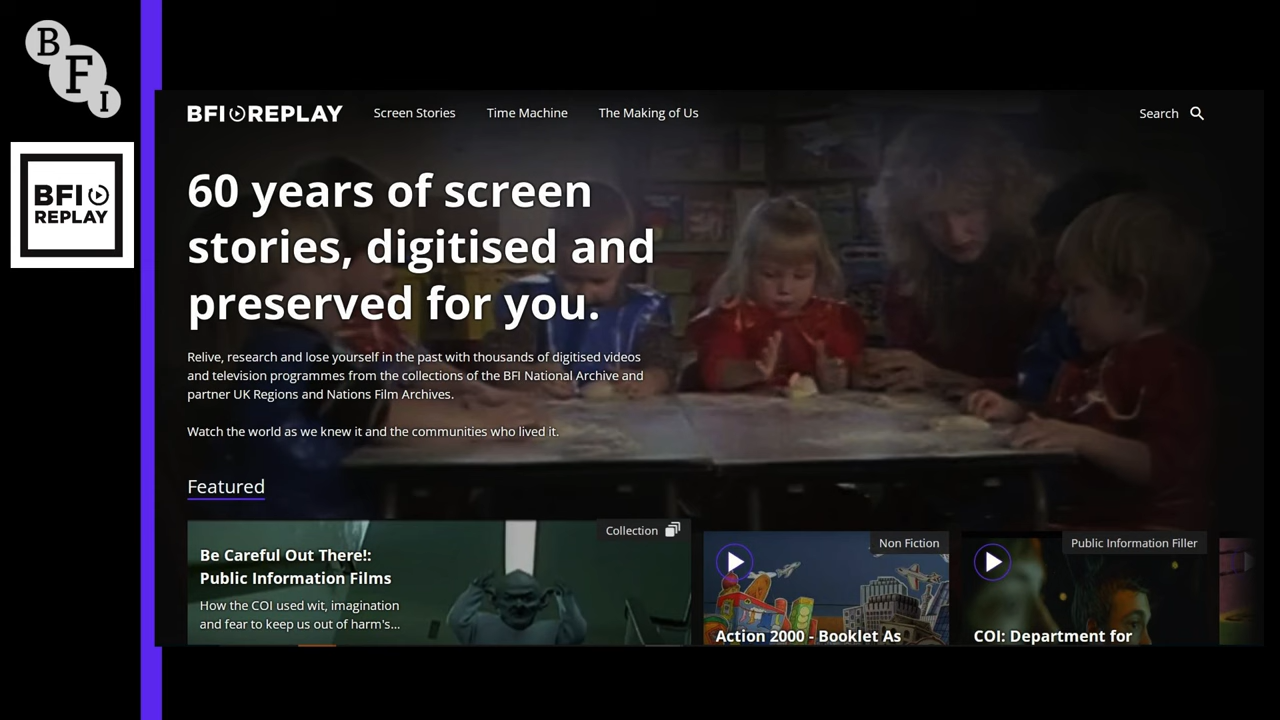 B
F
I
BFI
REPLAY
BFI REPLAY
Screen Stories
Time Machine
The Making of Us
Search
60 years of screen
stories, digitised and
preserved for you.
Relive, research and lose yourself in the past with thousands of digitised videos
and television programmes from the collections of the BFI National Archive and
partner UK Regions and Nations Film Archives.
Watch the world as we knew it and the communities who lived it.
Featured
Collection
Be Careful Out There!:
Public Information Films
How the COI used wit, imagination
and fear to keep us out of harm's...
Non Fiction
Action 2000 - Booklet As
Public Information Filler
COI: Department for